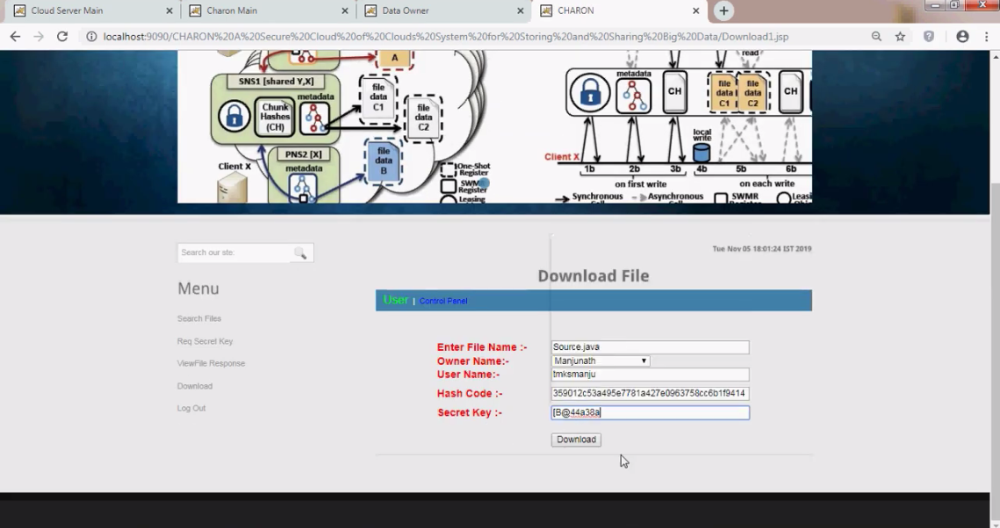 Cloud Server Main
Charon Main
Data Owner
CHARON
localhost:9090/CHARON%20A%20Secure%20Cloud%20of%20Clouds%20System%20for%20Storing%20and%20Sharing%20Big%20Data/Download1.jsp
A
SNS1 [shared Y,X]
metadata
Chunk
Hashes
(CH)
file
data
C1
file
data
C2
PNS2 [X]
metadata
file
data
B
Client X
One-Shot
Register
SWMR
Register
Leasing
read
metadata
CH
file
data
C1
file
data
C2
CH
local
write
Client X
1b
2b
3b
4b
5b
6b
on first write
on each write
Synchronous
Asynchronous
SWMR
Search our ste:
Tue Nov 05 18:01:24 IST 2019
Menu
Download File
User | Control Panel
Search Files
Req Secret Key
ViewFile Response
Download
Log Out
Enter File Name :-
Source.java
Owner Name:-
Manjunath
User Name:-
tmksmanju
Hash Code :-
359012c53a495e7781a427e0963758cc6b1f9414
Secret Key :-
[B@44a38a
Download